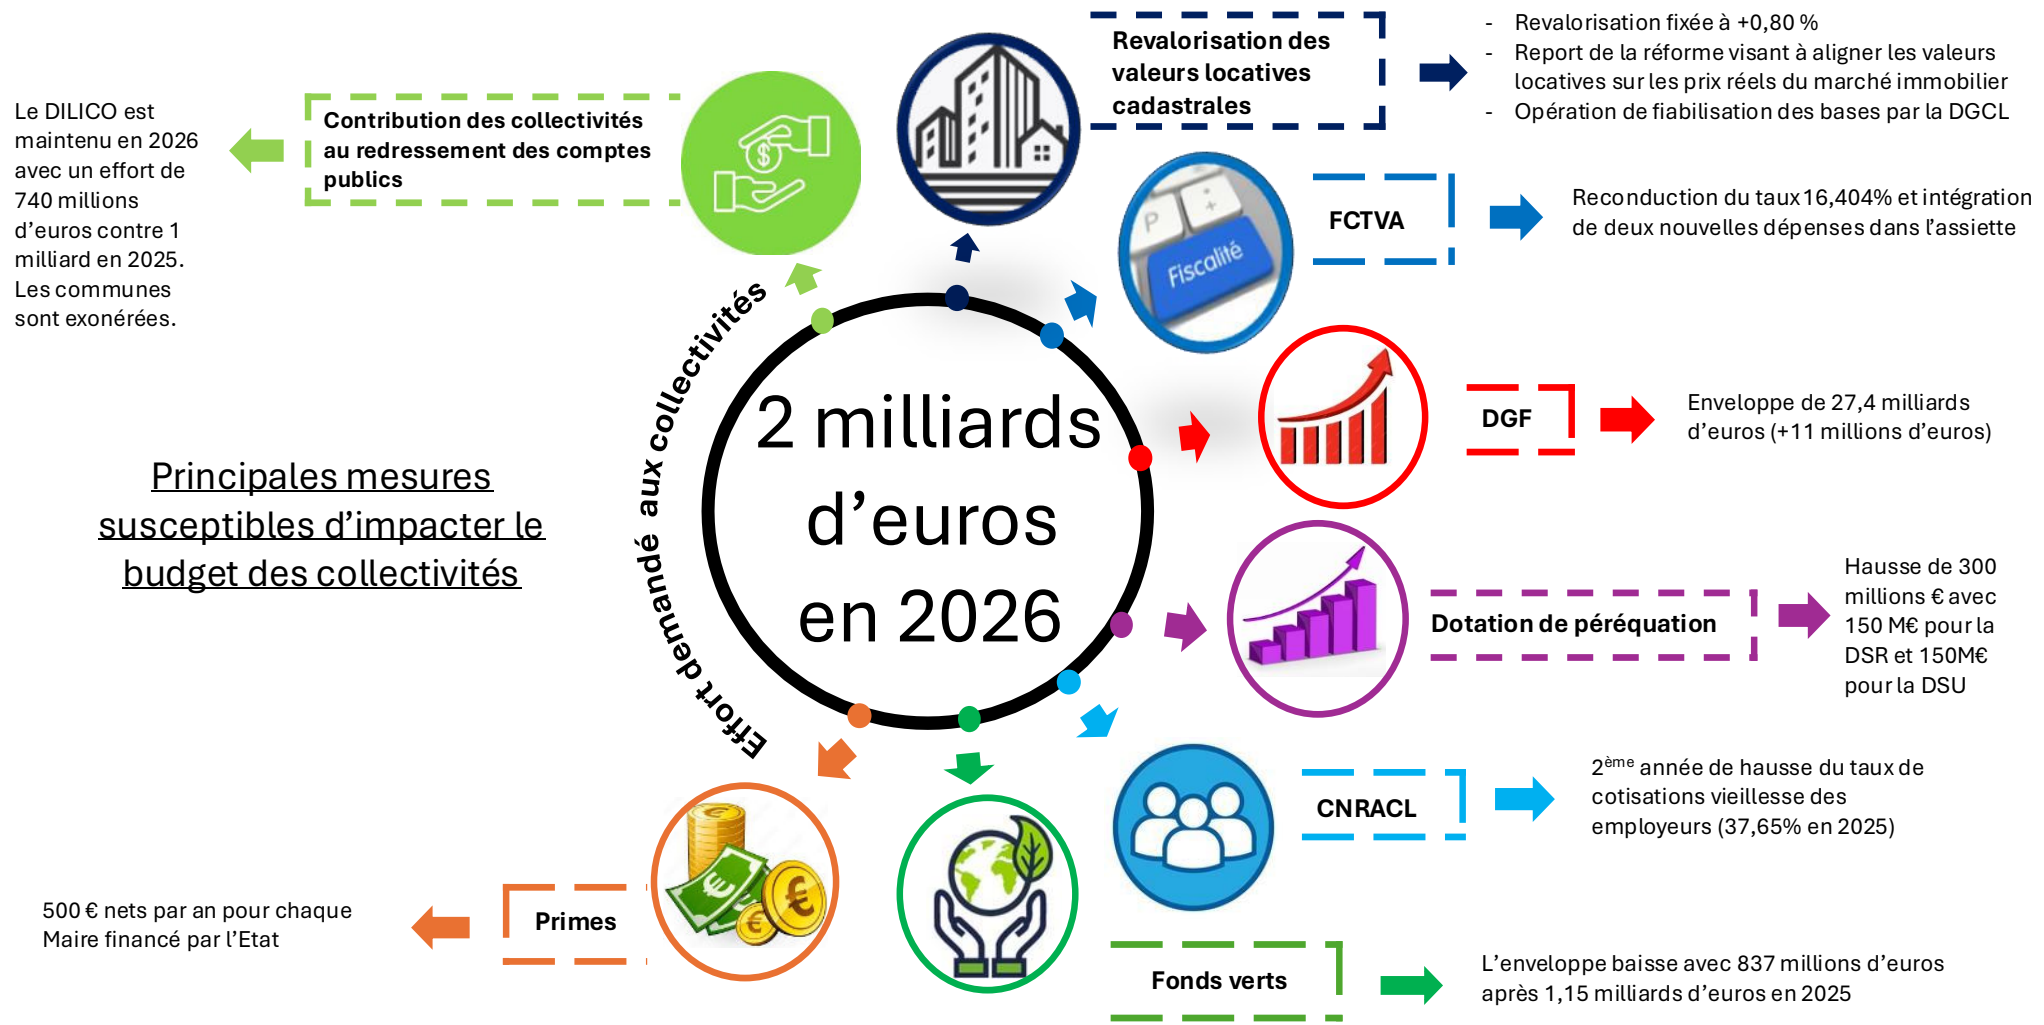 Principales mesures
susceptibles d’impacter le
budget des collectivités
Effort demandé aux collectivités
2 milliards
d’euros
en 2026
Contribution des collectivités
au redressement des comptes
publics
Le DILICO est
maintenu en 2026
avec un effort de
740 millions
d’euros contre 1
milliard en 2025.
Les communes
sont exonérées.
$
Revalorisation des
valeurs locatives
cadastrales
- Revalorisation fixée à +0,80 %
- Report de la réforme visant à aligner les valeurs
locatives sur les prix réels du marché immobilier
- Opération de fiabilisation des bases par la DGCL
P
+
Fiscalité
FCTVA
Reconduction du taux 16,404% et intégration
de deux nouvelles dépenses dans l’assiette
DGF
Enveloppe de 27,4 milliards
d’euros (+11 millions d’euros)
Dotation de péréquation
Hausse de 300
millions € avec
150 M€ pour la
DSR et 150M€
pour la DSU
CNRACL
2ème année de hausse du taux de
cotisations vieillesse des
employeurs (37,65% en 2025)
Fonds verts
L’enveloppe baisse avec 837 millions d’euros
après 1,15 milliards d’euros en 2025
€
€
€
Primes
500 € nets par an pour chaque
Maire financé par l’Etat